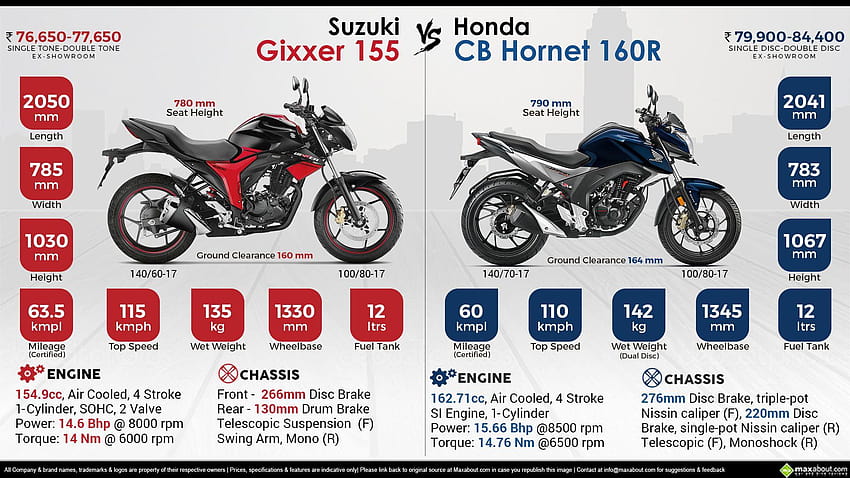 Suzuki
Gixxer 155
VS
Honda
CB Hornet 160R
₹ 76,650-77,650
SINGLE TONE-DOUBLE TONE
EX-SHOWROOM
₹ 79,900-84,400
SINGLE DISC-DOUBLE DISC
EX-SHOWROOM
2050
mm
Length
785
mm
Width
1030
mm
Height
780 mm
Seat Height
Ground Clearance 160 mm
140/60-17
100/80-17
63.5
kmpl
Mileage
(Certified)
115
kmph
Top Speed
135
kg
Wet Weight
1330
mm
Wheelbase
12
ltrs
Fuel Tank
ENGINE
154.9cc, Air Cooled, 4 Stroke
1-Cylinder, SOHC, 2 Valve
Power: 14.6 Bhp @ 8000 rpm
Torque: 14 Nm @ 6000 rpm
CHASSIS
Front - 266mm Disc Brake
Rear - 130mm Drum Brake
Telescopic Suspension (F)
Swing Arm, Mono (R)
790 mm
Seat Height
2041
mm
Length
783
mm
Width
1067
mm
Height
Ground Clearance 164 mm
140/70-17
100/80-17
60
kmpl
Mileage
(Certified)
110
kmph
Top Speed
142
kg
Wet Weight
(Dual Disc)
1345
mm
Wheelbase
12
ltrs
Fuel Tank
ENGINE
162.71cc, Air Cooled, 4 Stroke
SI Engine, 1-Cylinder
Power: 15.66 Bhp @8500 rpm
Torque: 14.76 Nm @6500 rpm
CHASSIS
276mm Disc Brake, triple-pot
Nissin caliper (F), 220mm Disc
Brake, single-pot Nissin caliper (R)
Telescopic (F), Monoshock (R)
All Company & brand names, trademarks & logos are property of their respective owners | Prices, specifications & features are indicative only| Please link back to original source at Maxabout.com in case you republish this image | Contact at info@maxabout.com for suggestions & feedback
maxabout.com